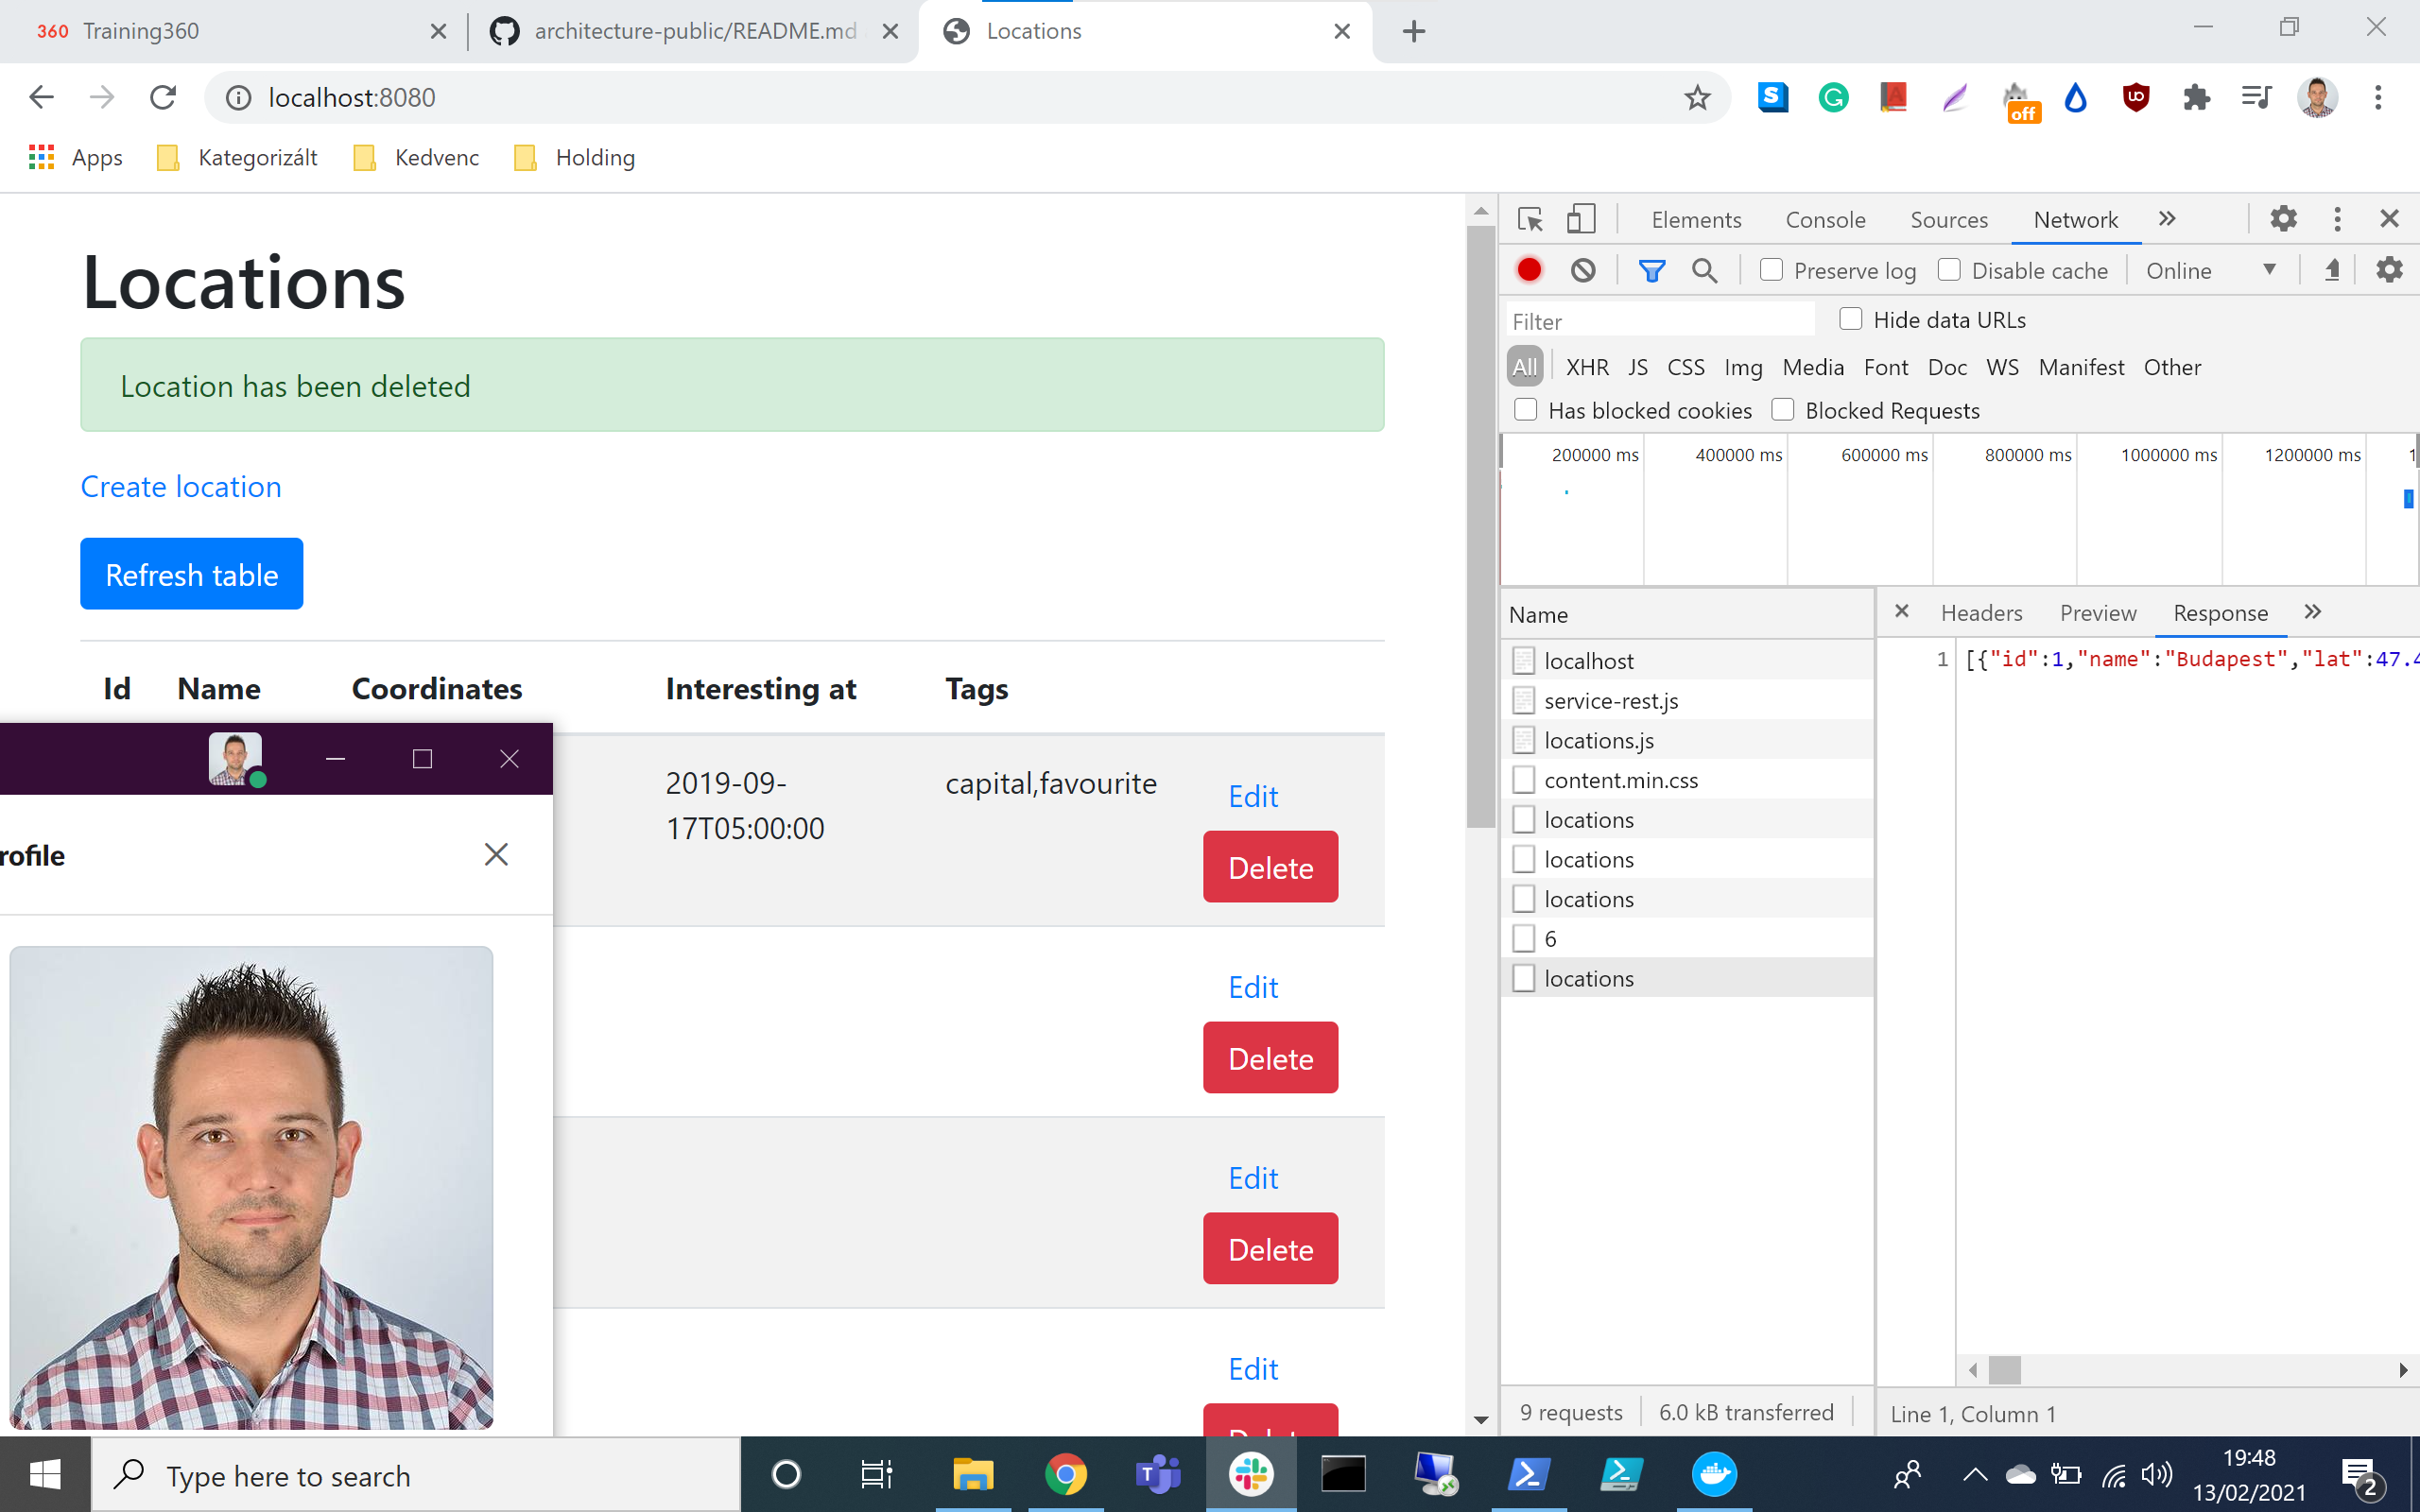 360 Training360
architecture-public/README.md
Locations
localhost:8080
off
Apps
Kategorizált
Kedvenc
Holding
Locations
Location has been deleted
Create location
Refresh table
Id Name Coordinates Interesting at Tags
2019-09-
17T05:00:00
capital,favourite
Edit
Delete
Edit
Delete
Edit
Delete
Edit
Delete
rofile
Elements Console Sources Network
Preserve log Disable cache Online
Filter
Hide data URLs
All XHR JS CSS Img Media Font Doc WS Manifest Other
Has blocked cookies Blocked Requests
200000 ms 400000 ms 600000 ms 800000 ms 1000000 ms 1200000 ms 1
Name
localhost
service-rest.js
locations.js
content.min.css
locations
locations
locations
6
locations
9 requests 6.0 kB transferred
Headers Preview Response
1 [{"id":1,"name":"Budapest","lat":47.4
Line 1, Column 1
Type here to search
19:48
13/02/2021
2